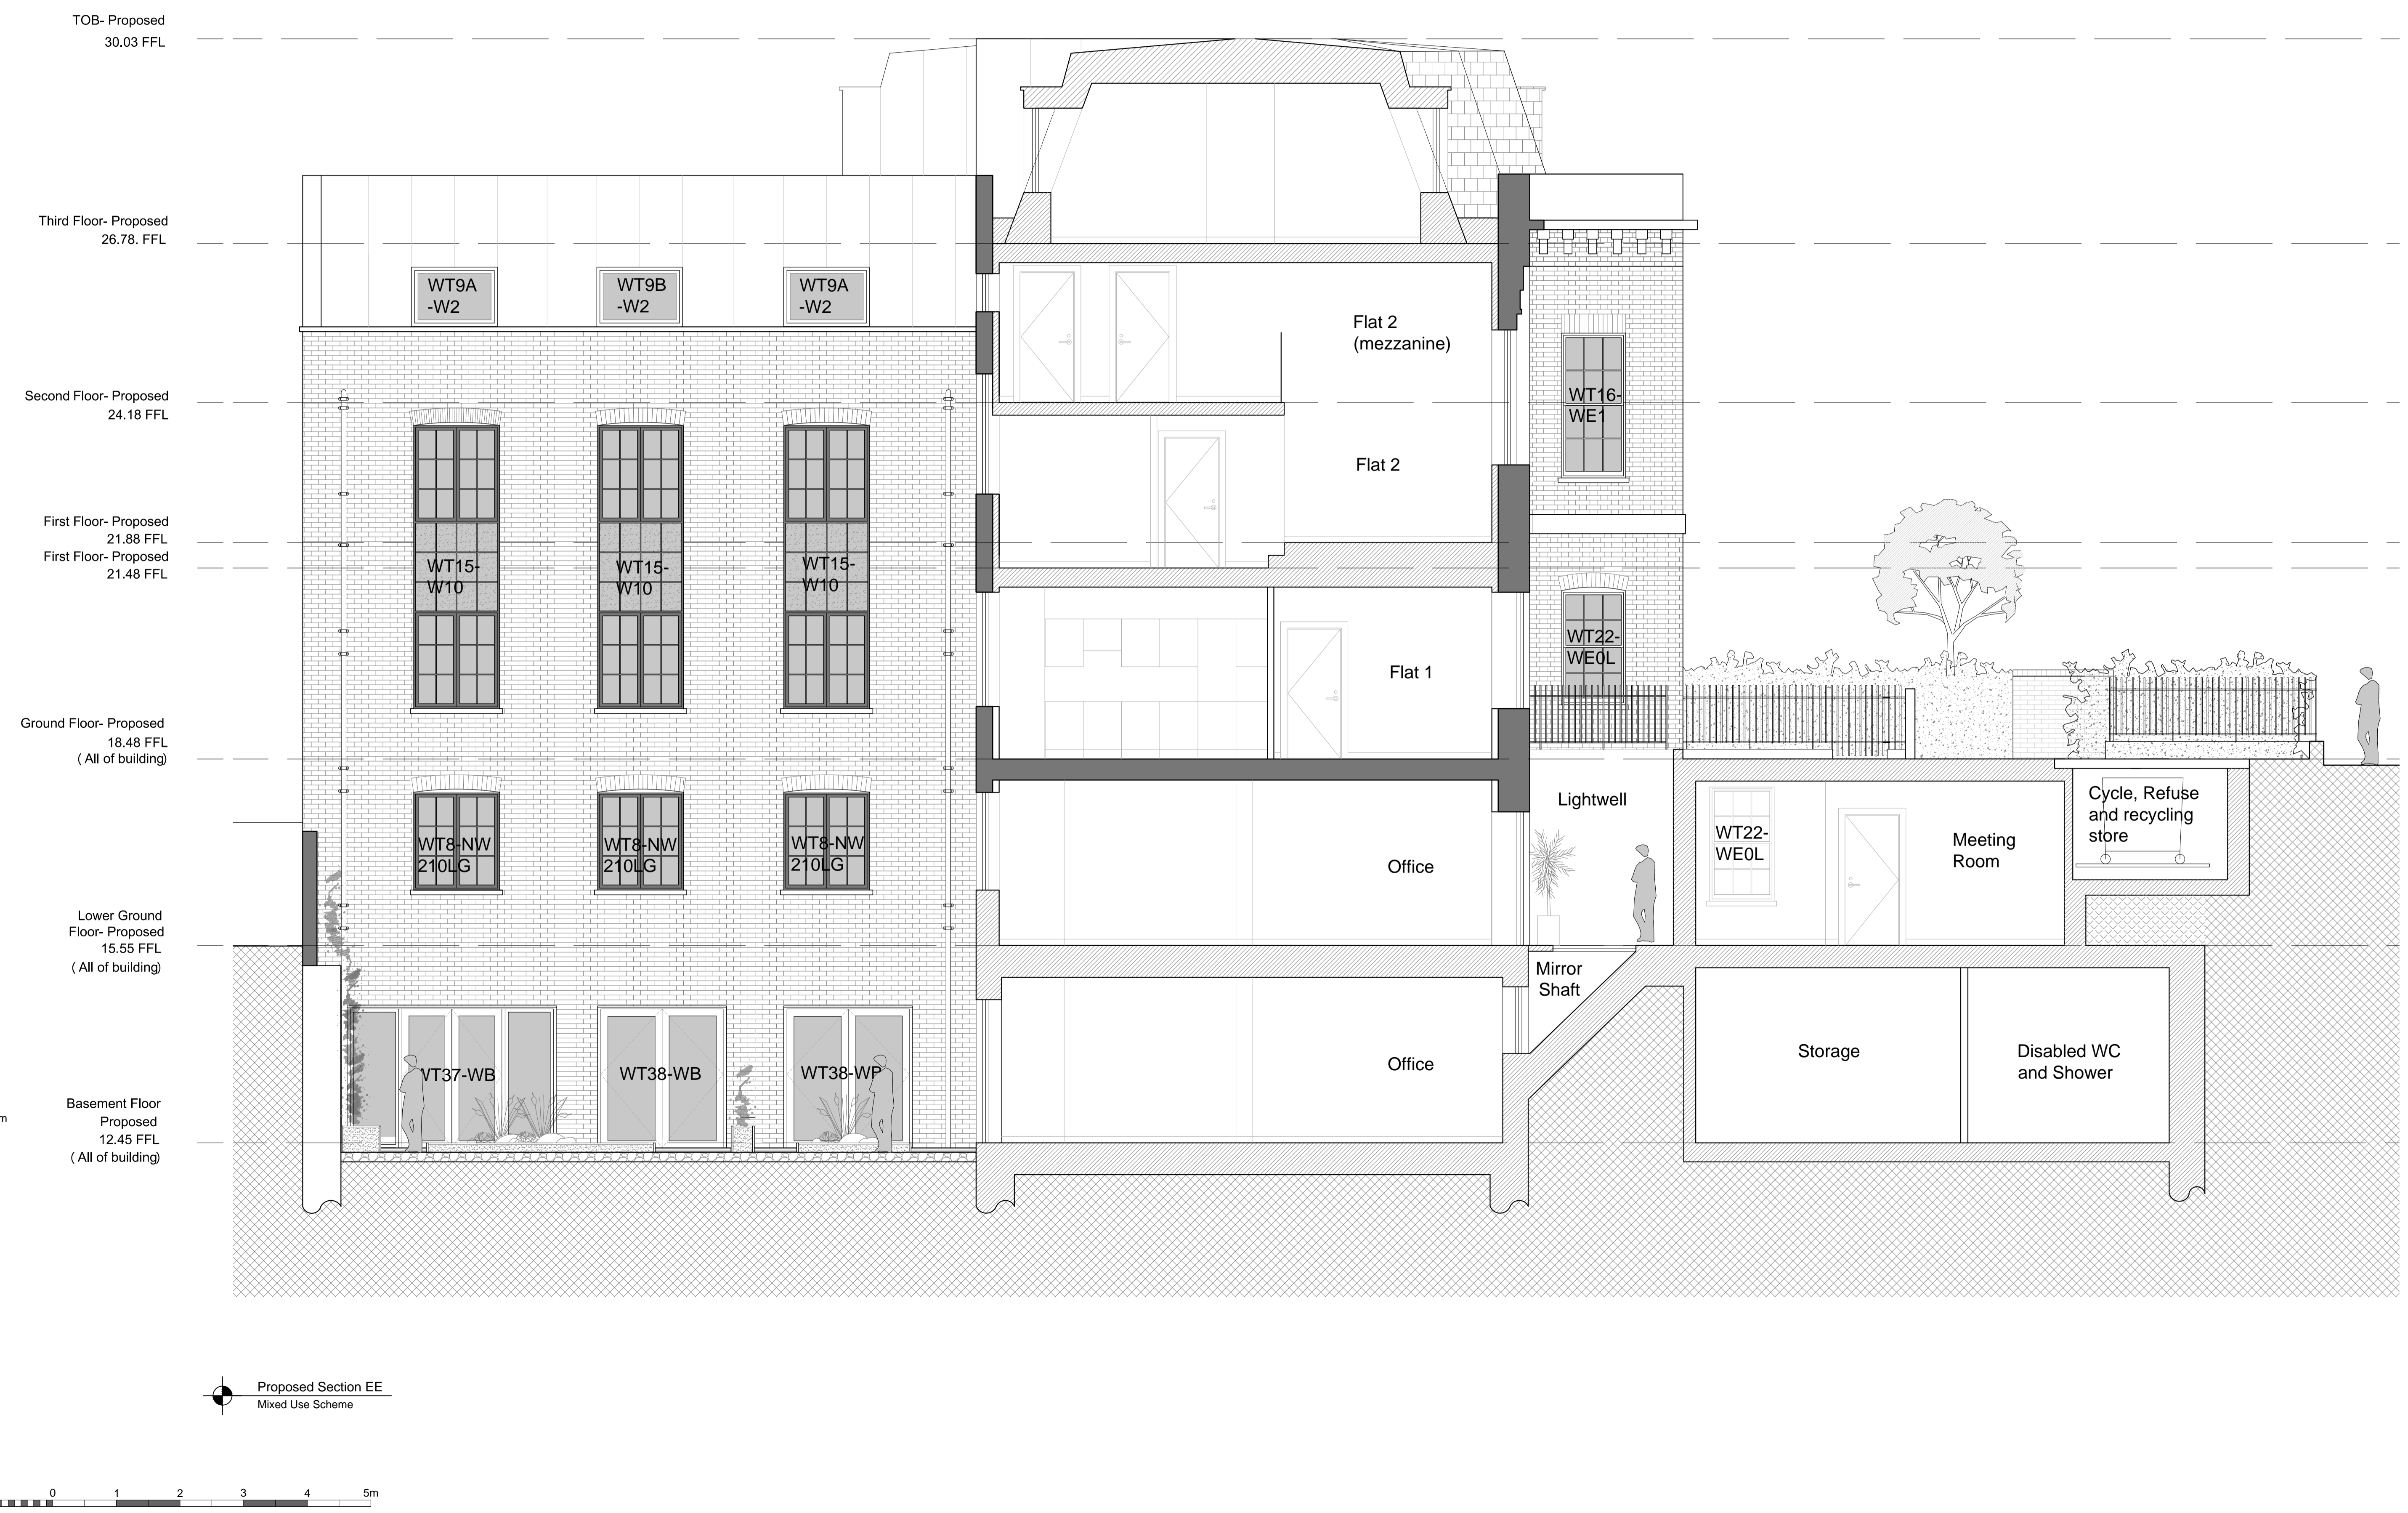 TOB- Proposed
30.03 FFL
Third Floor- Proposed
26.78. FFL
WT9A
-W2
WT9B
-W2
WT9A
-W2
Flat 2
(mezzanine)
Second Floor- Proposed
24.18 FFL
WT16-
WE1
Flat 2
First Floor- Proposed
21.88 FFL
First Floor- Proposed
21.48 FFL
WT15-
W10
WT15-
W10
WT15-
W10
WT22-
WE0L
Flat 1
Ground Floor- Proposed
18.48 FFL
( All of building)
Lightwell
Cycle, Refuse
and recycling
store
WT8-NW
210LG
WT8-NW
210LG
WT8-NW
210LG
Office
WT22-
WE0L
Meeting
Room
Lower Ground
Floor- Proposed
15.55 FFL
( All of building)
Mirror
Shaft
WT37-WB
WT38-WB
WT38-WB
Office
Storage
Disabled WC
and Shower
Basement Floor
Proposed
12.45 FFL
( All of building)
m
Proposed Section EE
Mixed Use Scheme
0 1 2 3 4 5m